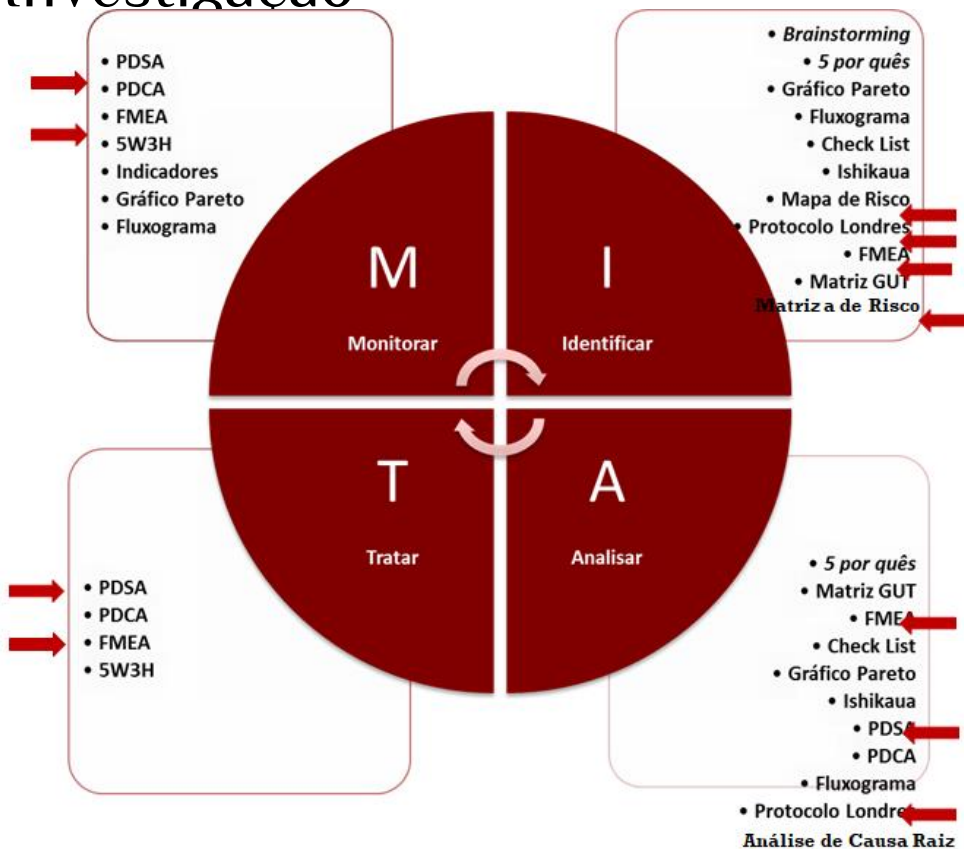 investigação
• PDSA
• PDCA
• FMEA
• 5W3H
• Indicadores
• Gráfico Pareto
• Fluxograma
M
Monitorar
• Brainstorming
• 5 por quês
• Gráfico Pareto
• Fluxograma
• Check List
• Ishikaua
• Mapa de Risco
• Protocolo Londres
• FMEA
• Matriz GUT
Matriz a de Risco
I
Identificar
T
Tratar
• PDSA
• PDCA
• FMEA
• 5W3H
A
Analisar
• 5 por quês
• Matriz GUT
• FMEA
• Check List
• Gráfico Pareto
• Ishikaua
• PDSA
• PDCA
• Fluxograma
• Protocolo Londres
Análise de Causa Raiz